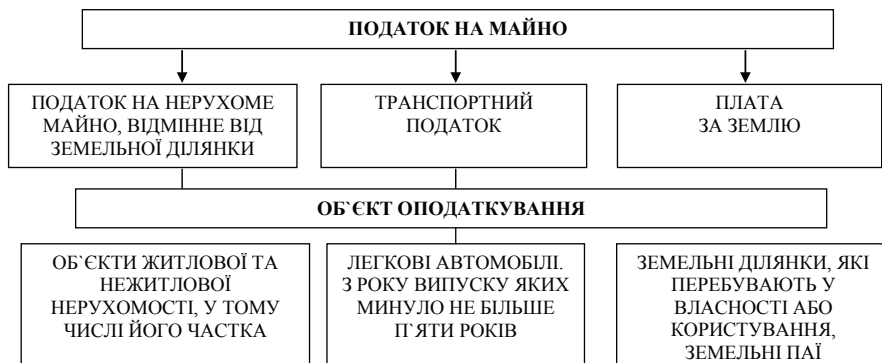 ПОДАТОК НА МАЙНО
ПОДАТОК НА НЕРУХОМЕ
МАЙНО, ВІДМІННЕ ВІД
ЗЕМЕЛЬНОЇ ДІЛЯНКИ
ТРАНСПОРТНИЙ
ПОДАТОК
ПЛАТА
ЗА ЗЕМЛЮ
ОБ`ЄКТ ОПОДАТКУВАННЯ
ОБ`ЄКТИ ЖИТЛОВОЇ ТА
НЕЖИТЛОВОЇ
НЕРУХОМОСТІ, У ТОМУ
ЧИСЛІ ЙОГО ЧАСТКА
ЛЕГКОВІ АВТОМОБІЛІ.
З РОКУ ВИПУСКУ ЯКИХ
МИНУЛО НЕ БІЛЬШЕ
П`ЯТИ РОКІВ
ЗЕМЕЛЬНІ ДІЛЯНКИ, ЯКІ
ПЕРЕБУВАЮТЬ У
ВЛАСНОСТІ АБО
КОРИСТУВАННЯ,
ЗЕМЕЛЬНІ ПАЇ